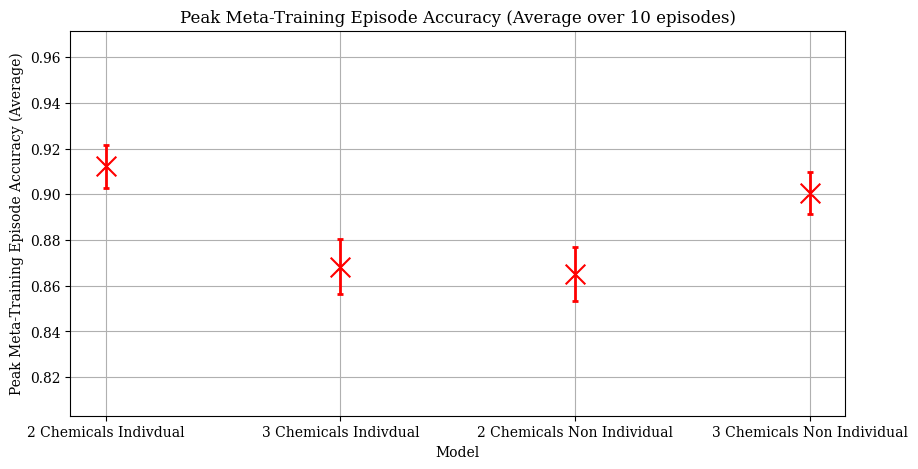 Peak Meta-Training Episode Accuracy (Average over 10 episodes)
Peak Meta-Training Episode Accuracy (Average)
0.96
0.94
0.92
0.90
0.88
0.86
0.84
0.82
2 Chemicals Indivdual
3 Chemicals Indivdual
2 Chemicals Non Individual
3 Chemicals Non Individual
Model